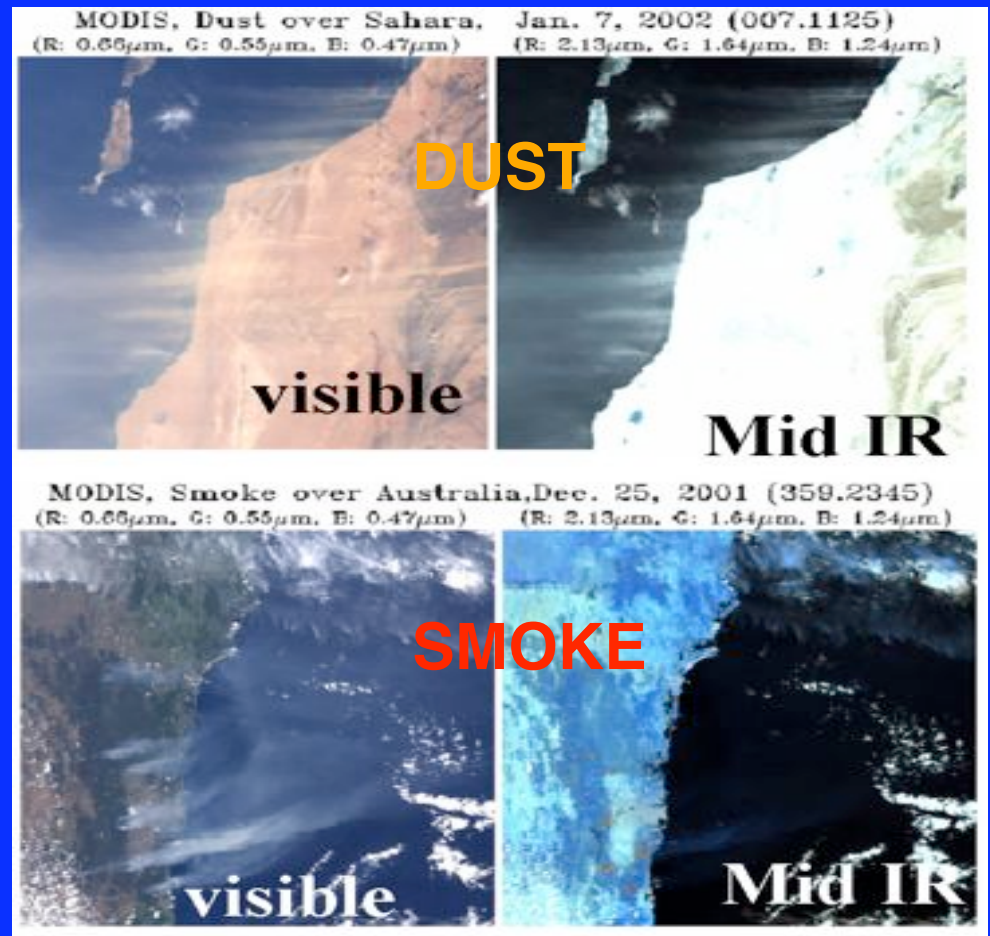 MODIS, Dust over Sahara, Jan. 7, 2002 (007.1125)
(R: 0.66μm, G: 0.55μm, B: 0.47μm) (R: 2.13μm, G: 1.64μm, B: 1.24μm)
DUST
visible
Mid IR
MODIS, Smoke over Australia,Dec. 25, 2001 (359.2345)
(R: 0.66μm, G: 0.55μm, B: 0.47μm) (R: 2.13μm, G: 1.64μm, B: 1.24μm)
SMOKE
visible
Mid IR